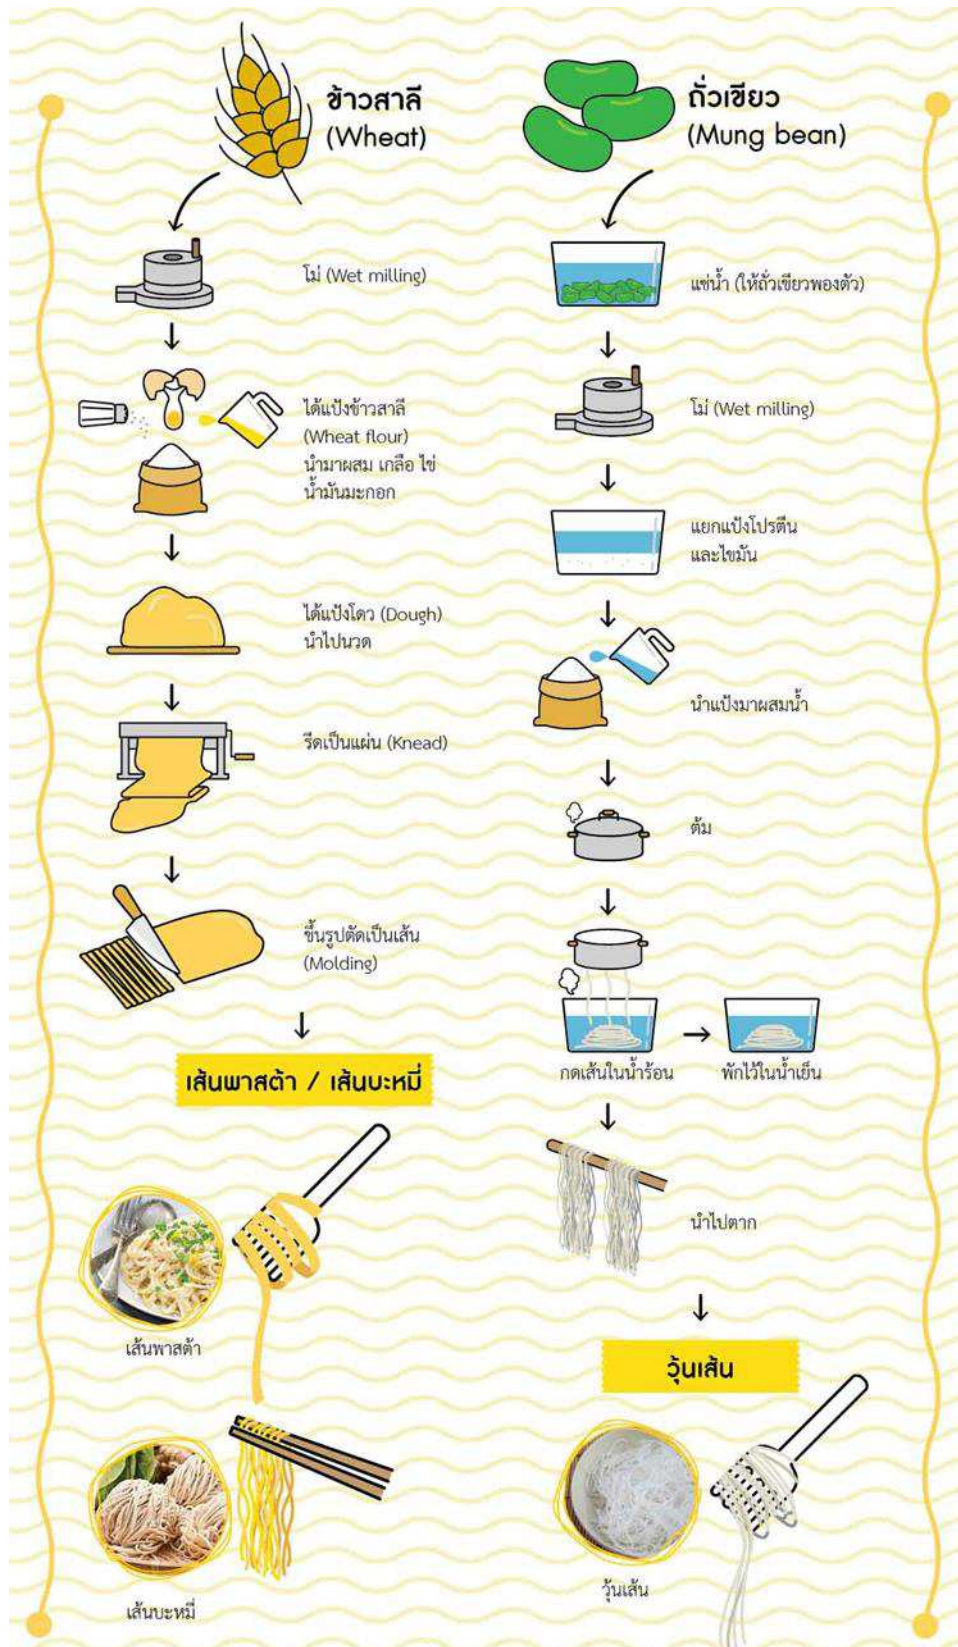 ข้าวสาลี
(Wheat)
โม่ (Wet milling)
ได้แป้งข้าวสาลี
(Wheat flour)
นำมาผสม เกลือ ไข่
น้ำมันมะกอก
ได้แป้งโดว (Dough)
นำไปนวด
รีดเป็นแผ่น (Knead)
ขึ้นรูปตัดเป็นเส้น
(Molding)
เส้นพาสต้า / เส้นบะหมี่
เส้นพาสต้า
เส้นบะหมี่
ถั่วเขียว
(Mung bean)
แช่น้ำ (ให้ถั่วเขียวพองตัว)
โม่ (Wet milling)
แยกแป้งโปรตีน
และไขมัน
นำแป้งมาผสมน้ำ
ต้ม
กดเส้นในน้ำร้อน
พักไว้ในน้ำเย็น
นำไปตาก
วุ้นเส้น
วุ้นเส้น